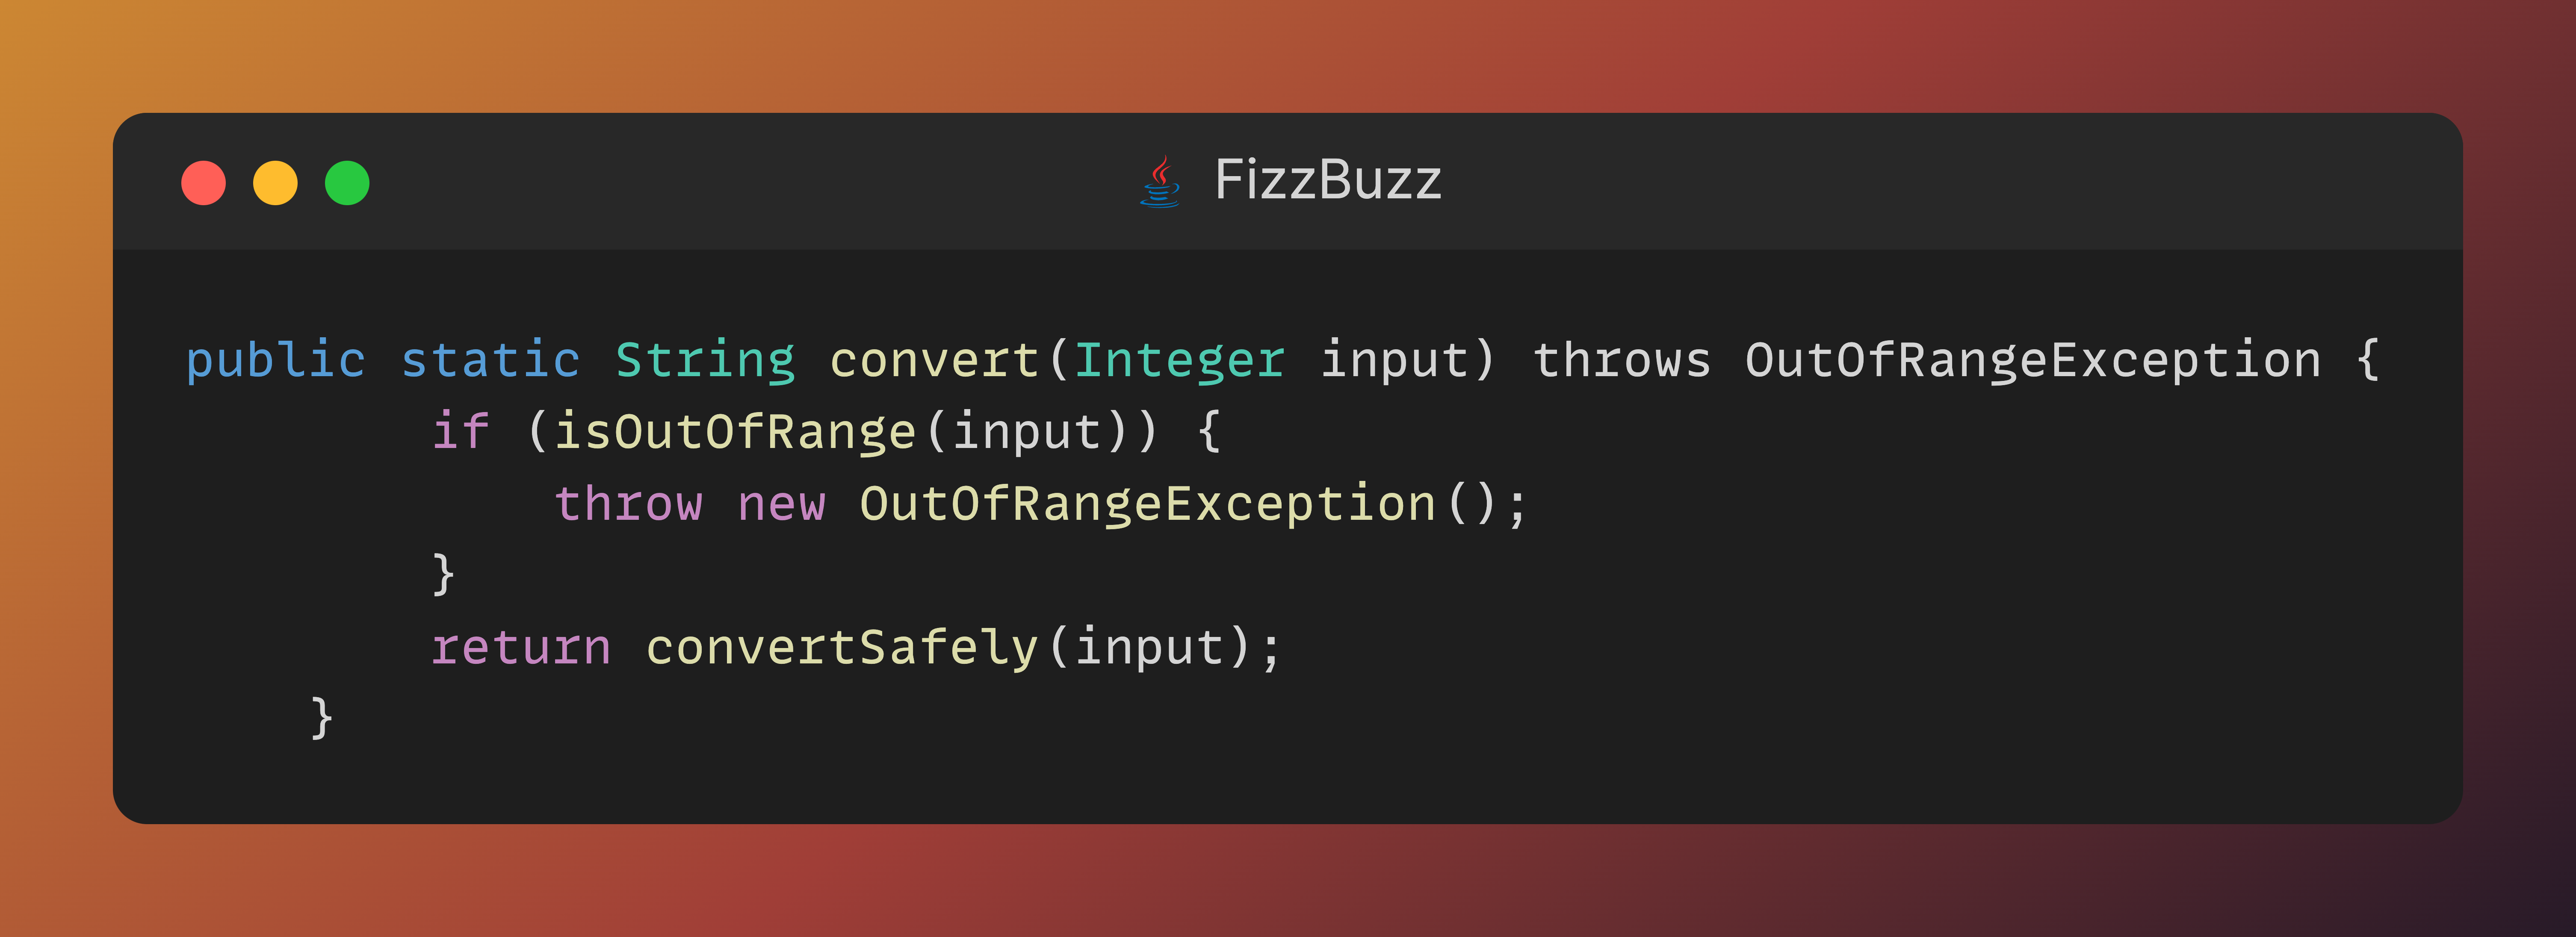 FizzBuzz
public static String convert(Integer input) throws OutOfRangeException {
        if (isOutOfRange(input)) {
            throw new OutOfRangeException();
        }
        return convertSafely(input);
    }